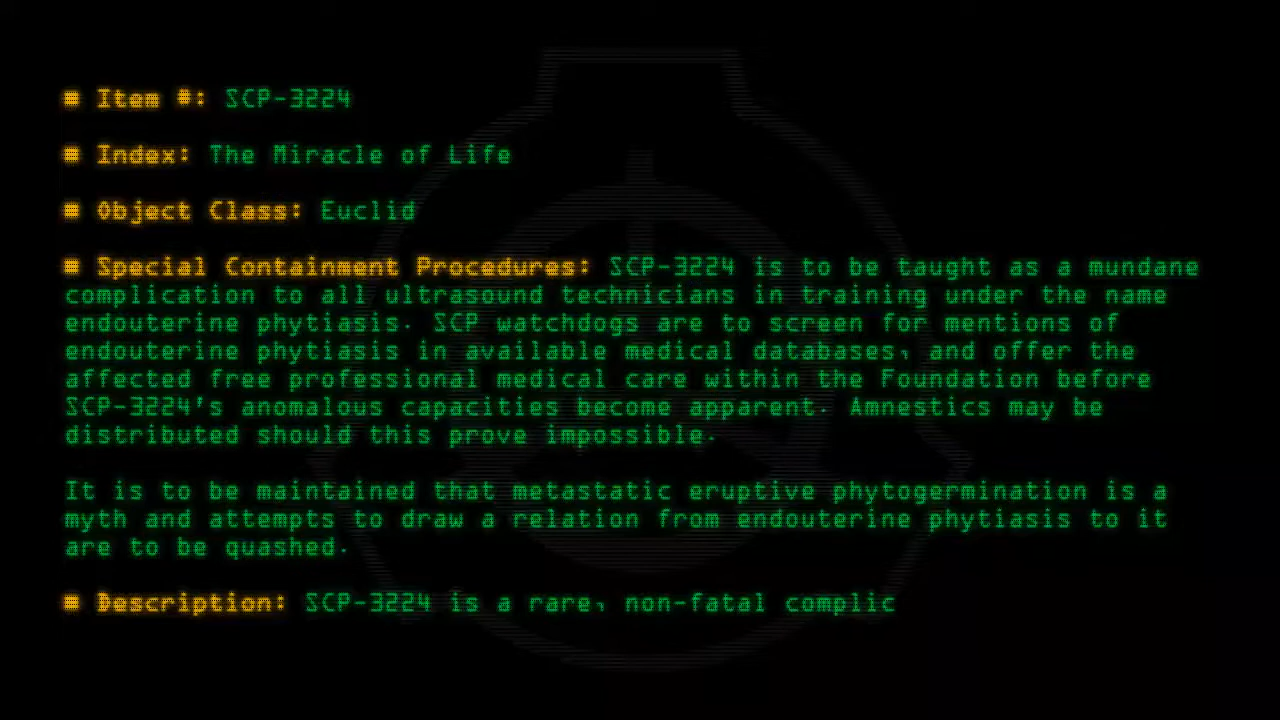 ■ Item #: SCP-3224
■ Index: The Miracle of Life
■ Object Class: Euclid
■ Special Containment Procedures: SCP-3224 is to be taught as a mundane
complication to all ultrasound technicians in training under the name
endouterine phytiasis. SCP watchdogs are to screen for mentions of
endouterine phytiasis in available medical databases, and offer the
affected free professional medical care within the Foundation before
SCP-3224's anomalous capacities become apparent. Amnestics may be
distributed should this prove impossible.
It is to be maintained that metastatic eruptive phytogermination is a
myth and attempts to draw a relation from endouterine phytiasis to it
are to be quashed.
■ Description: SCP-3224 is a rare, non-fatal complic